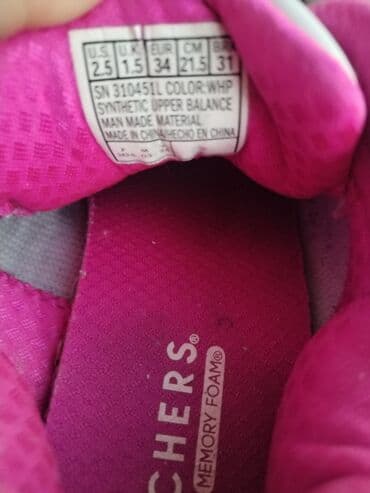 U.S. U.K. EUR CM BRA
2.5 1.5 34 21.5 31
SN 310451L COLOR:WHP
SYNTHETIC UPPER BALANCE
MAN MADE MATERIAL
MADE IN CHINA/HECHO EN CHINA
CHERS®
MEMORY FOAM®